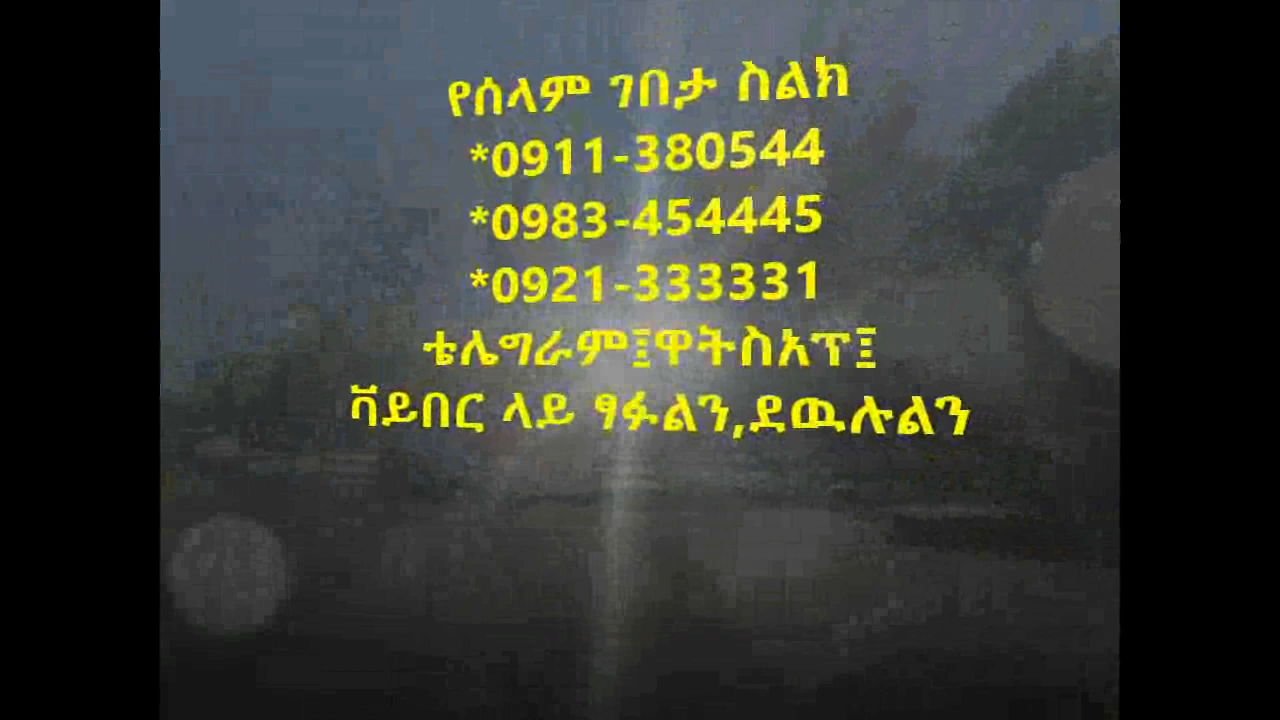 የሰላም ገበታ ስልክ
*0911-380544
*0983-454445
*0921-333331
ቴሌግራም፤ዋትስአፕ፤
ቫይበር ላይ ፃፉልን,ደዉሉልን